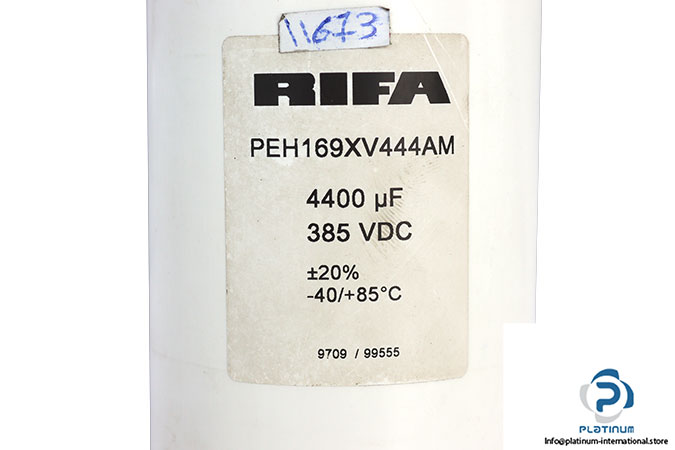 11673
RIFA
PEH169XV444AM
4400 µF
385 VDC
±20%
-40/+85°C
9709 / 99555
PLATINUM
Info@platinum-international.store